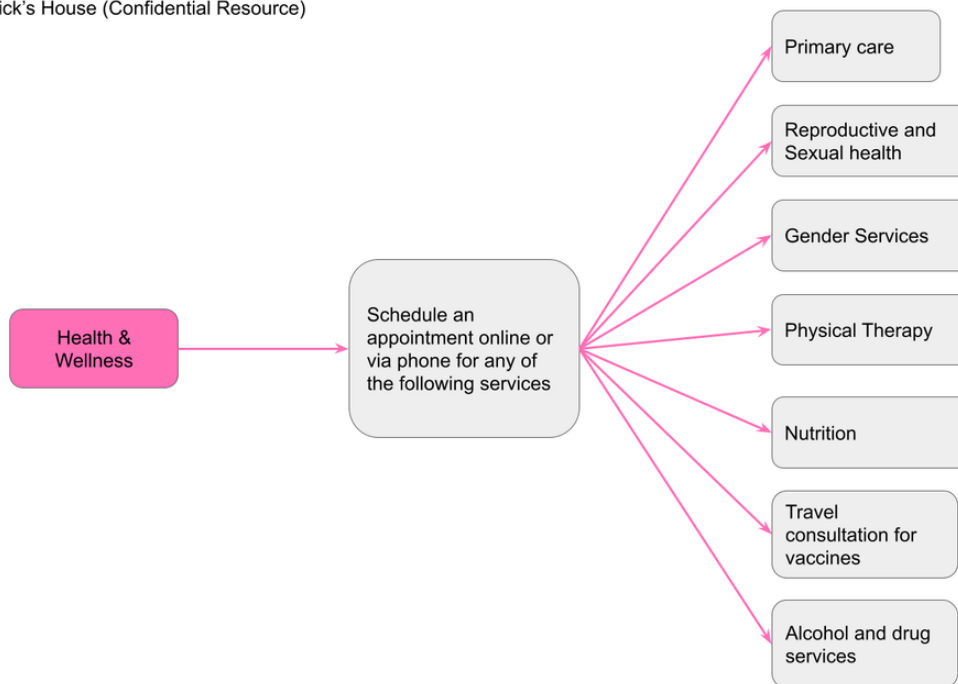 ick's House (Confidential Resource)
Primary care
Reproductive and
Sexual health
Gender Services
Health &
Wellness
Schedule an
appointment online or
via phone for any of
the following services
Physical Therapy
Nutrition
Travel
consultation for
vaccines
Alcohol and drug
services